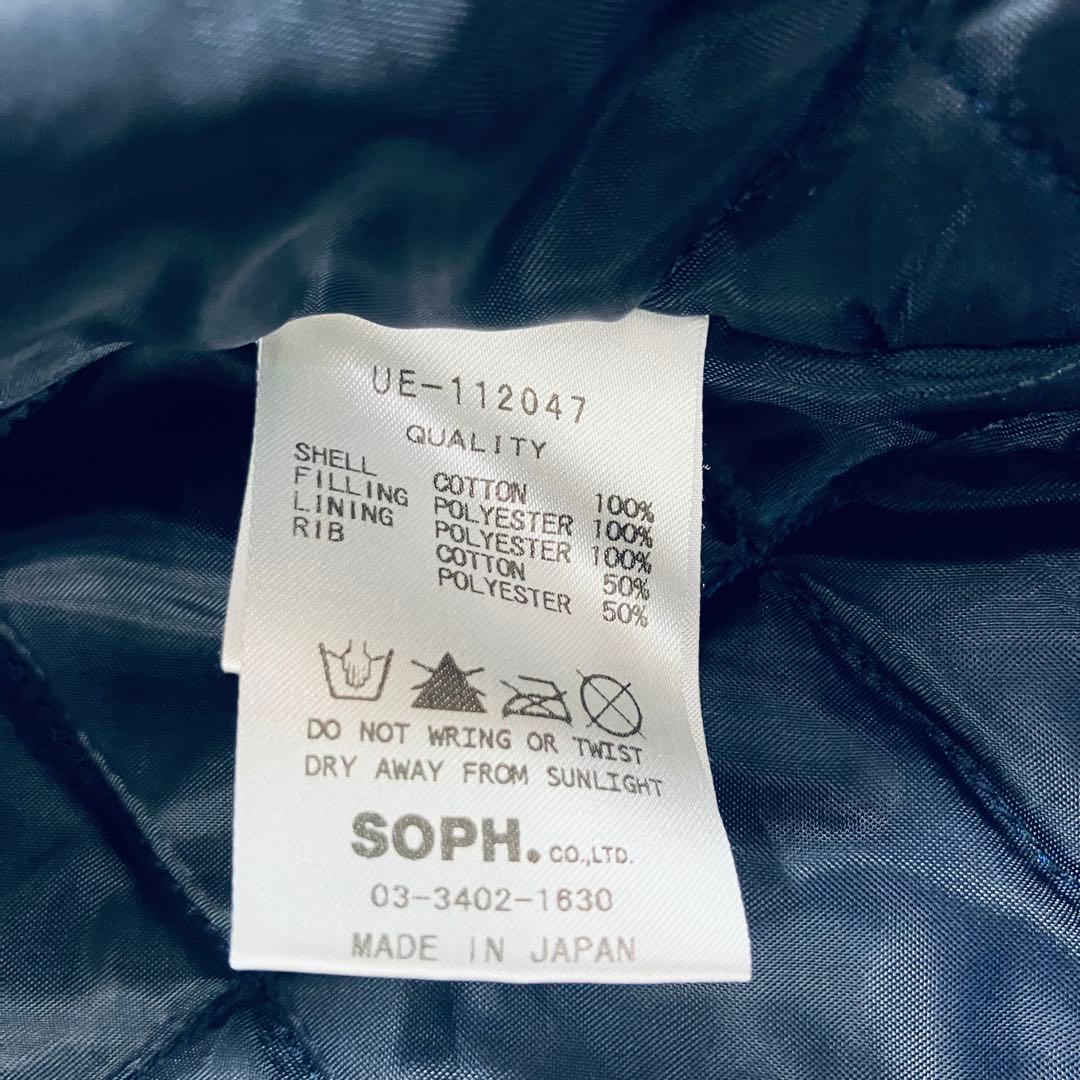 UE-112047
QUALITY
SHELL COTTON 100%
FILLING POLYESTER 100%
LINING POLYESTER 100%
RIB COTTON 50%
POLYESTER 50%
DO NOT WRING OR TWIST
DRY AWAY FROM SUNLIGHT
SOPH. CO.,LTD.
03-3402-1630
MADE IN JAPAN